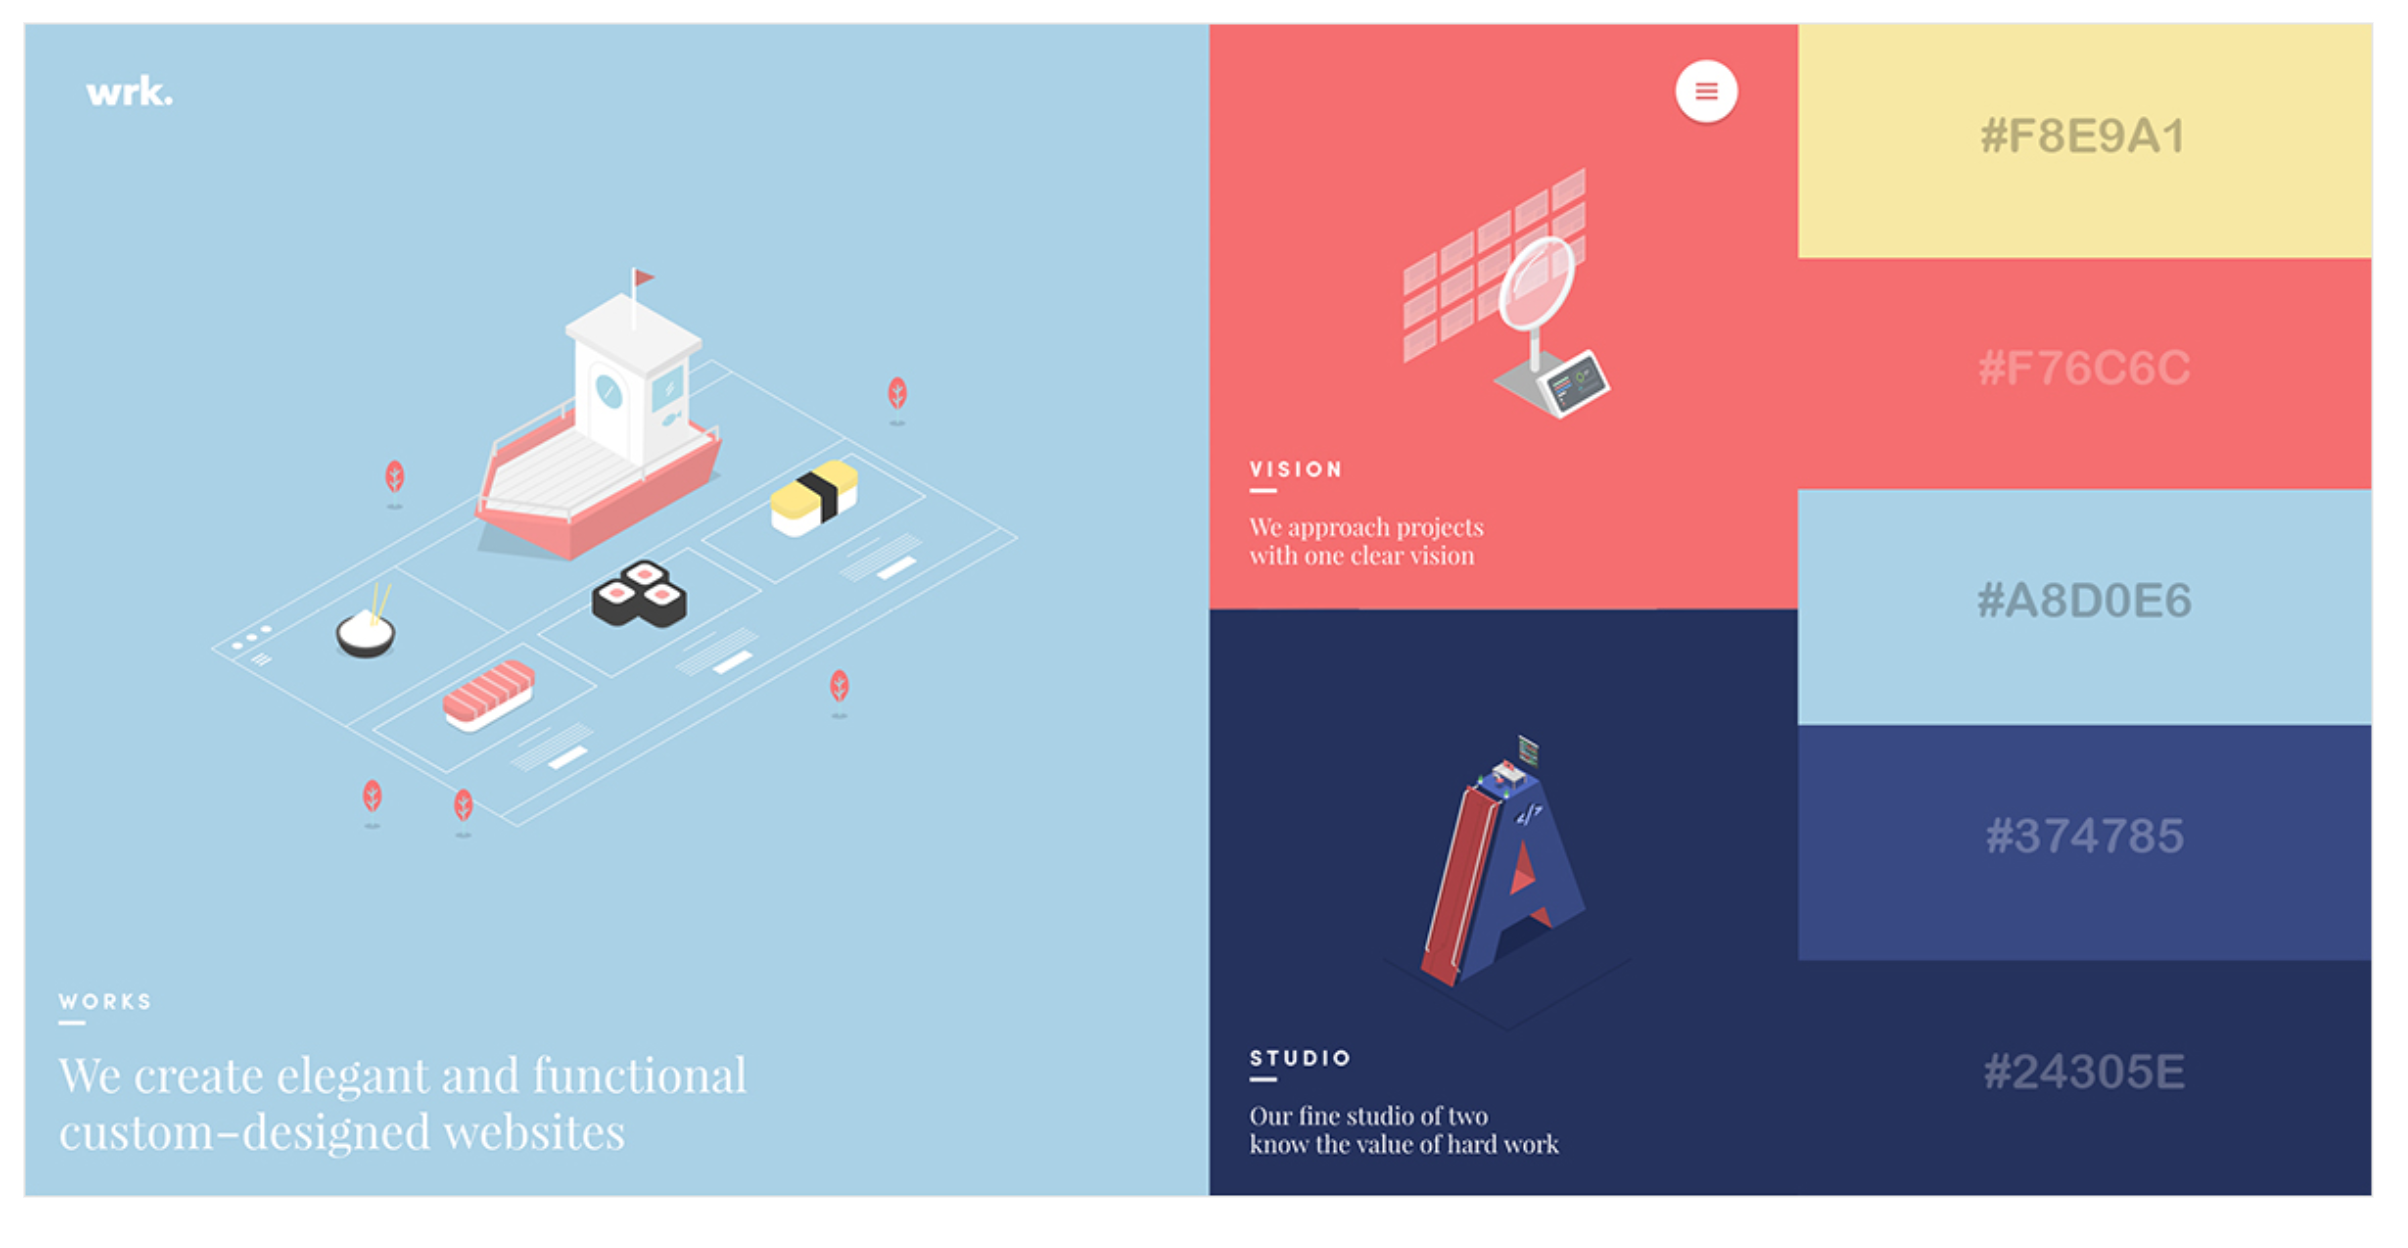 wrk.
WORKS
We create elegant and functional
custom-designed websites
VISION
We approach projects
with one clear vision
STUDIO
Our fine studio of two
know the value of hard work
</>
#F8E9A1
#F76C6C
#A8D0E6
#374785
#24305E